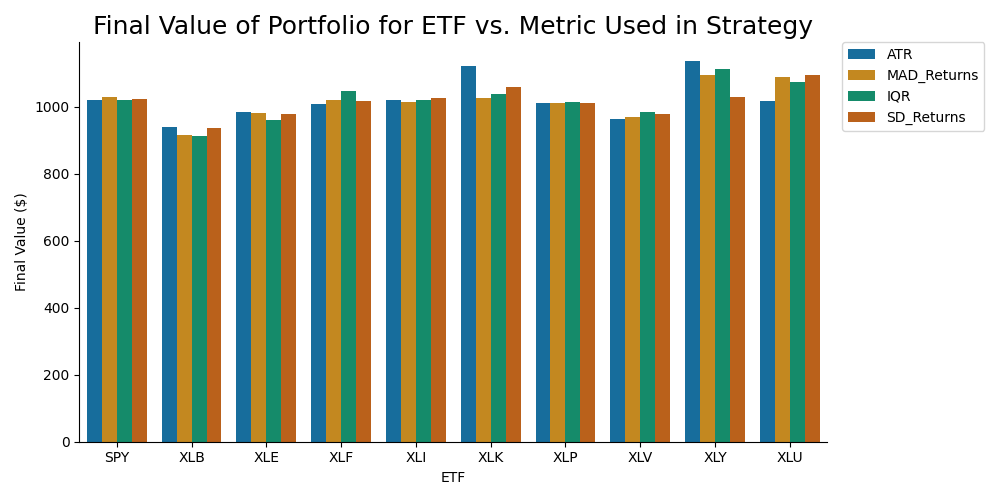 Final Value of Portfolio for ETF vs. Metric Used in Strategy
ATR
MAD_Returns
IQR
SD_Returns
Final Value ($)
1000
800
600
400
200
0
SPY XLB XLE XLF XLI XLK XLP XLV XLY XLU
ETF